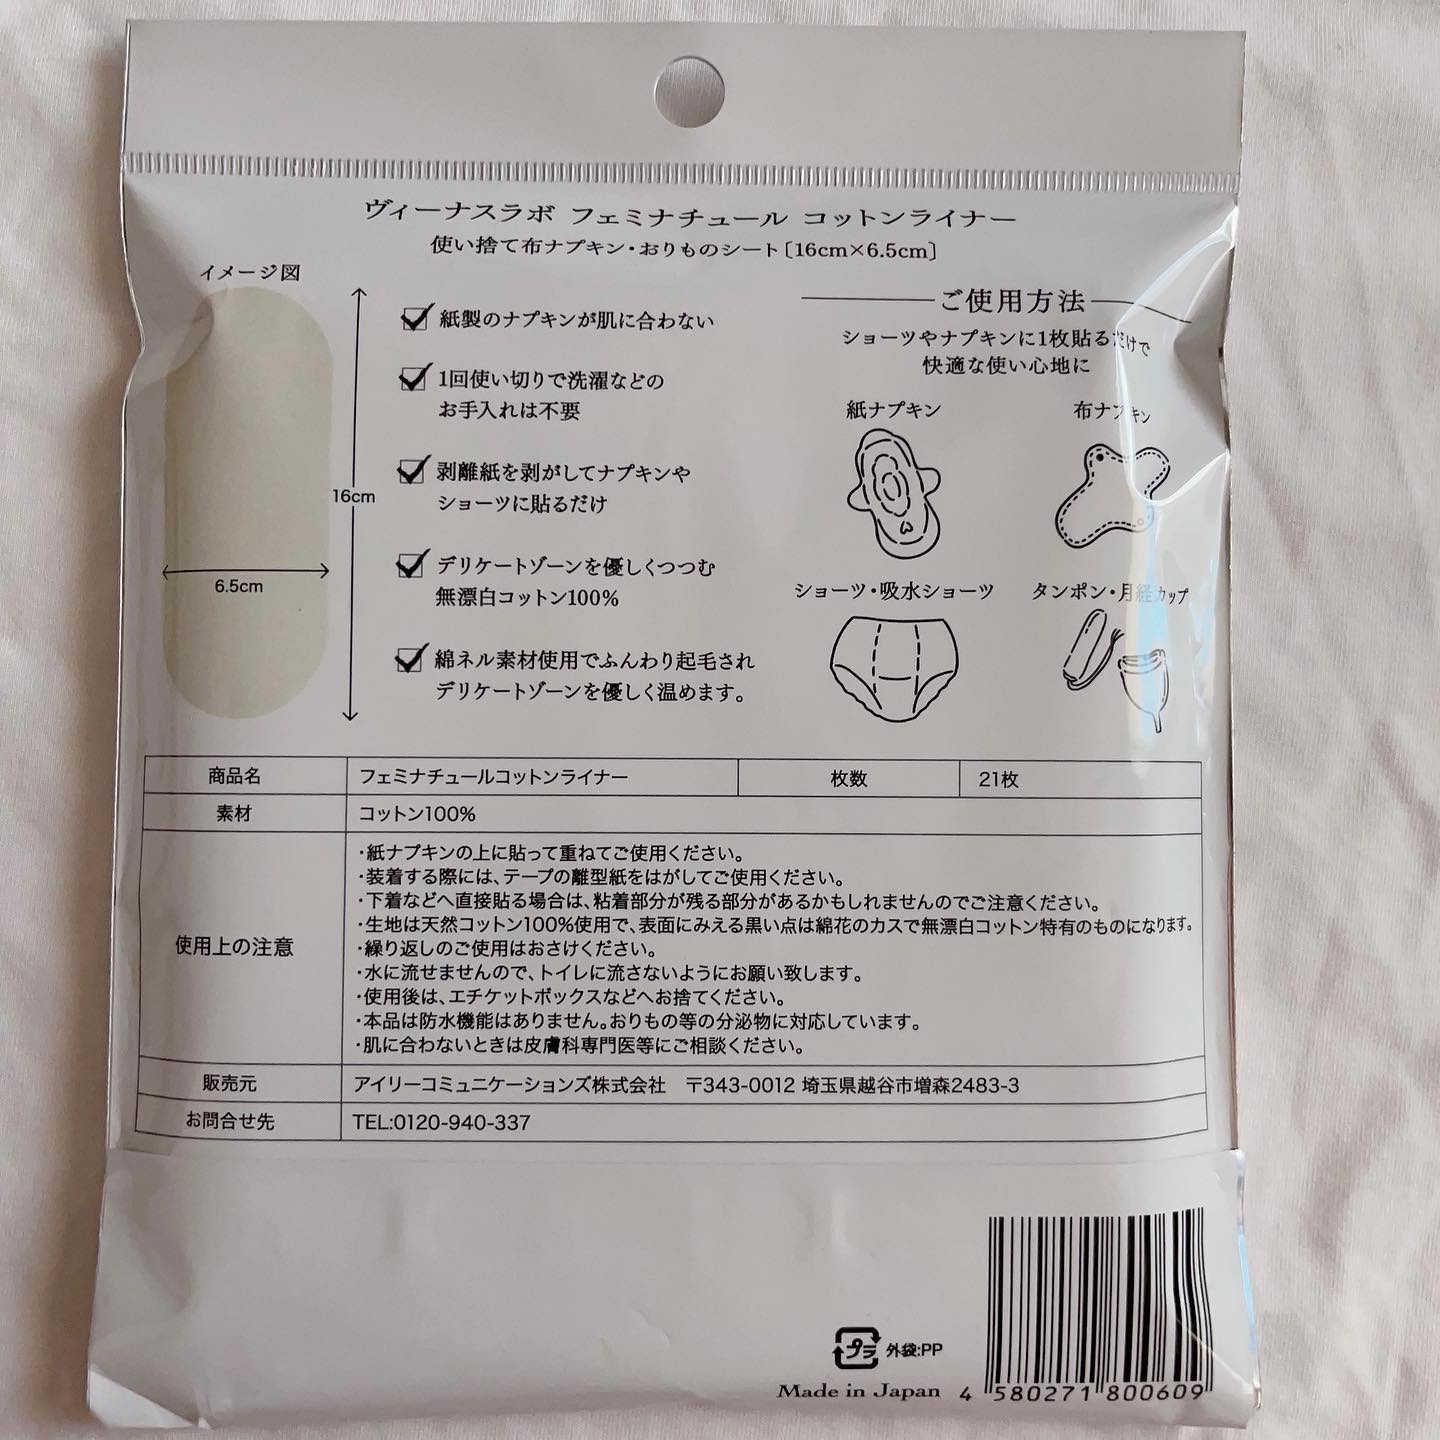 ヴィーナスラボ フェミナチュール コットンライナー
使い捨て布ナプキン・おりものシート〔16cm×6.5cm〕
イメージ図
16cm
6.5cm
紙製のナプキンが肌に合わない
1回使い切りで洗濯などの
お手入れは不要
剥離紙を剥がしてナプキンや
ショーツに貼るだけ
デリケートゾーンを優しくつつむ
無漂白コットン100%
綿ネル素材使用でふんわり起毛され
デリケートゾーンを優しく温めます。
ご使用方法
ショーツやナプキンに1枚貼るだけで
快適な使い心地に
紙ナプキン
布ナプキン
ショーツ・吸水ショーツ
タンポン・月経カップ
商品名 フェミナチュールコットンライナー 枚数 21枚
素材 コットン100%
使用上の注意
・紙ナプキンの上に貼って重ねてご使用ください。
・装着する際には、テープの離型紙をはがしてご使用ください。
・下着などへ直接貼る場合は、粘着部分が残る部分があるかもしれませんのでご注意ください。
・生地は天然コットン100%使用で、表面にみえる黒い点は綿花のカスで無漂白コットン特有のものになります。
・繰り返しのご使用はおさけください。
・水に流せませんので、トイレに流さないようにお願い致します。
・使用後は、エチケットボックスなどへお捨てください。
・本品は防水機能はありません。おりもの等の分泌物に対応しています。
・肌に合わないときは皮膚科専門医等にご相談ください。
販売元 アイリーコミュニケーションズ株式会社 〒343-0012 埼玉県越谷市増森2483-3
お問合せ先 TEL:0120-940-337
プラ 外袋:PP
Made in Japan
4 580271 800609